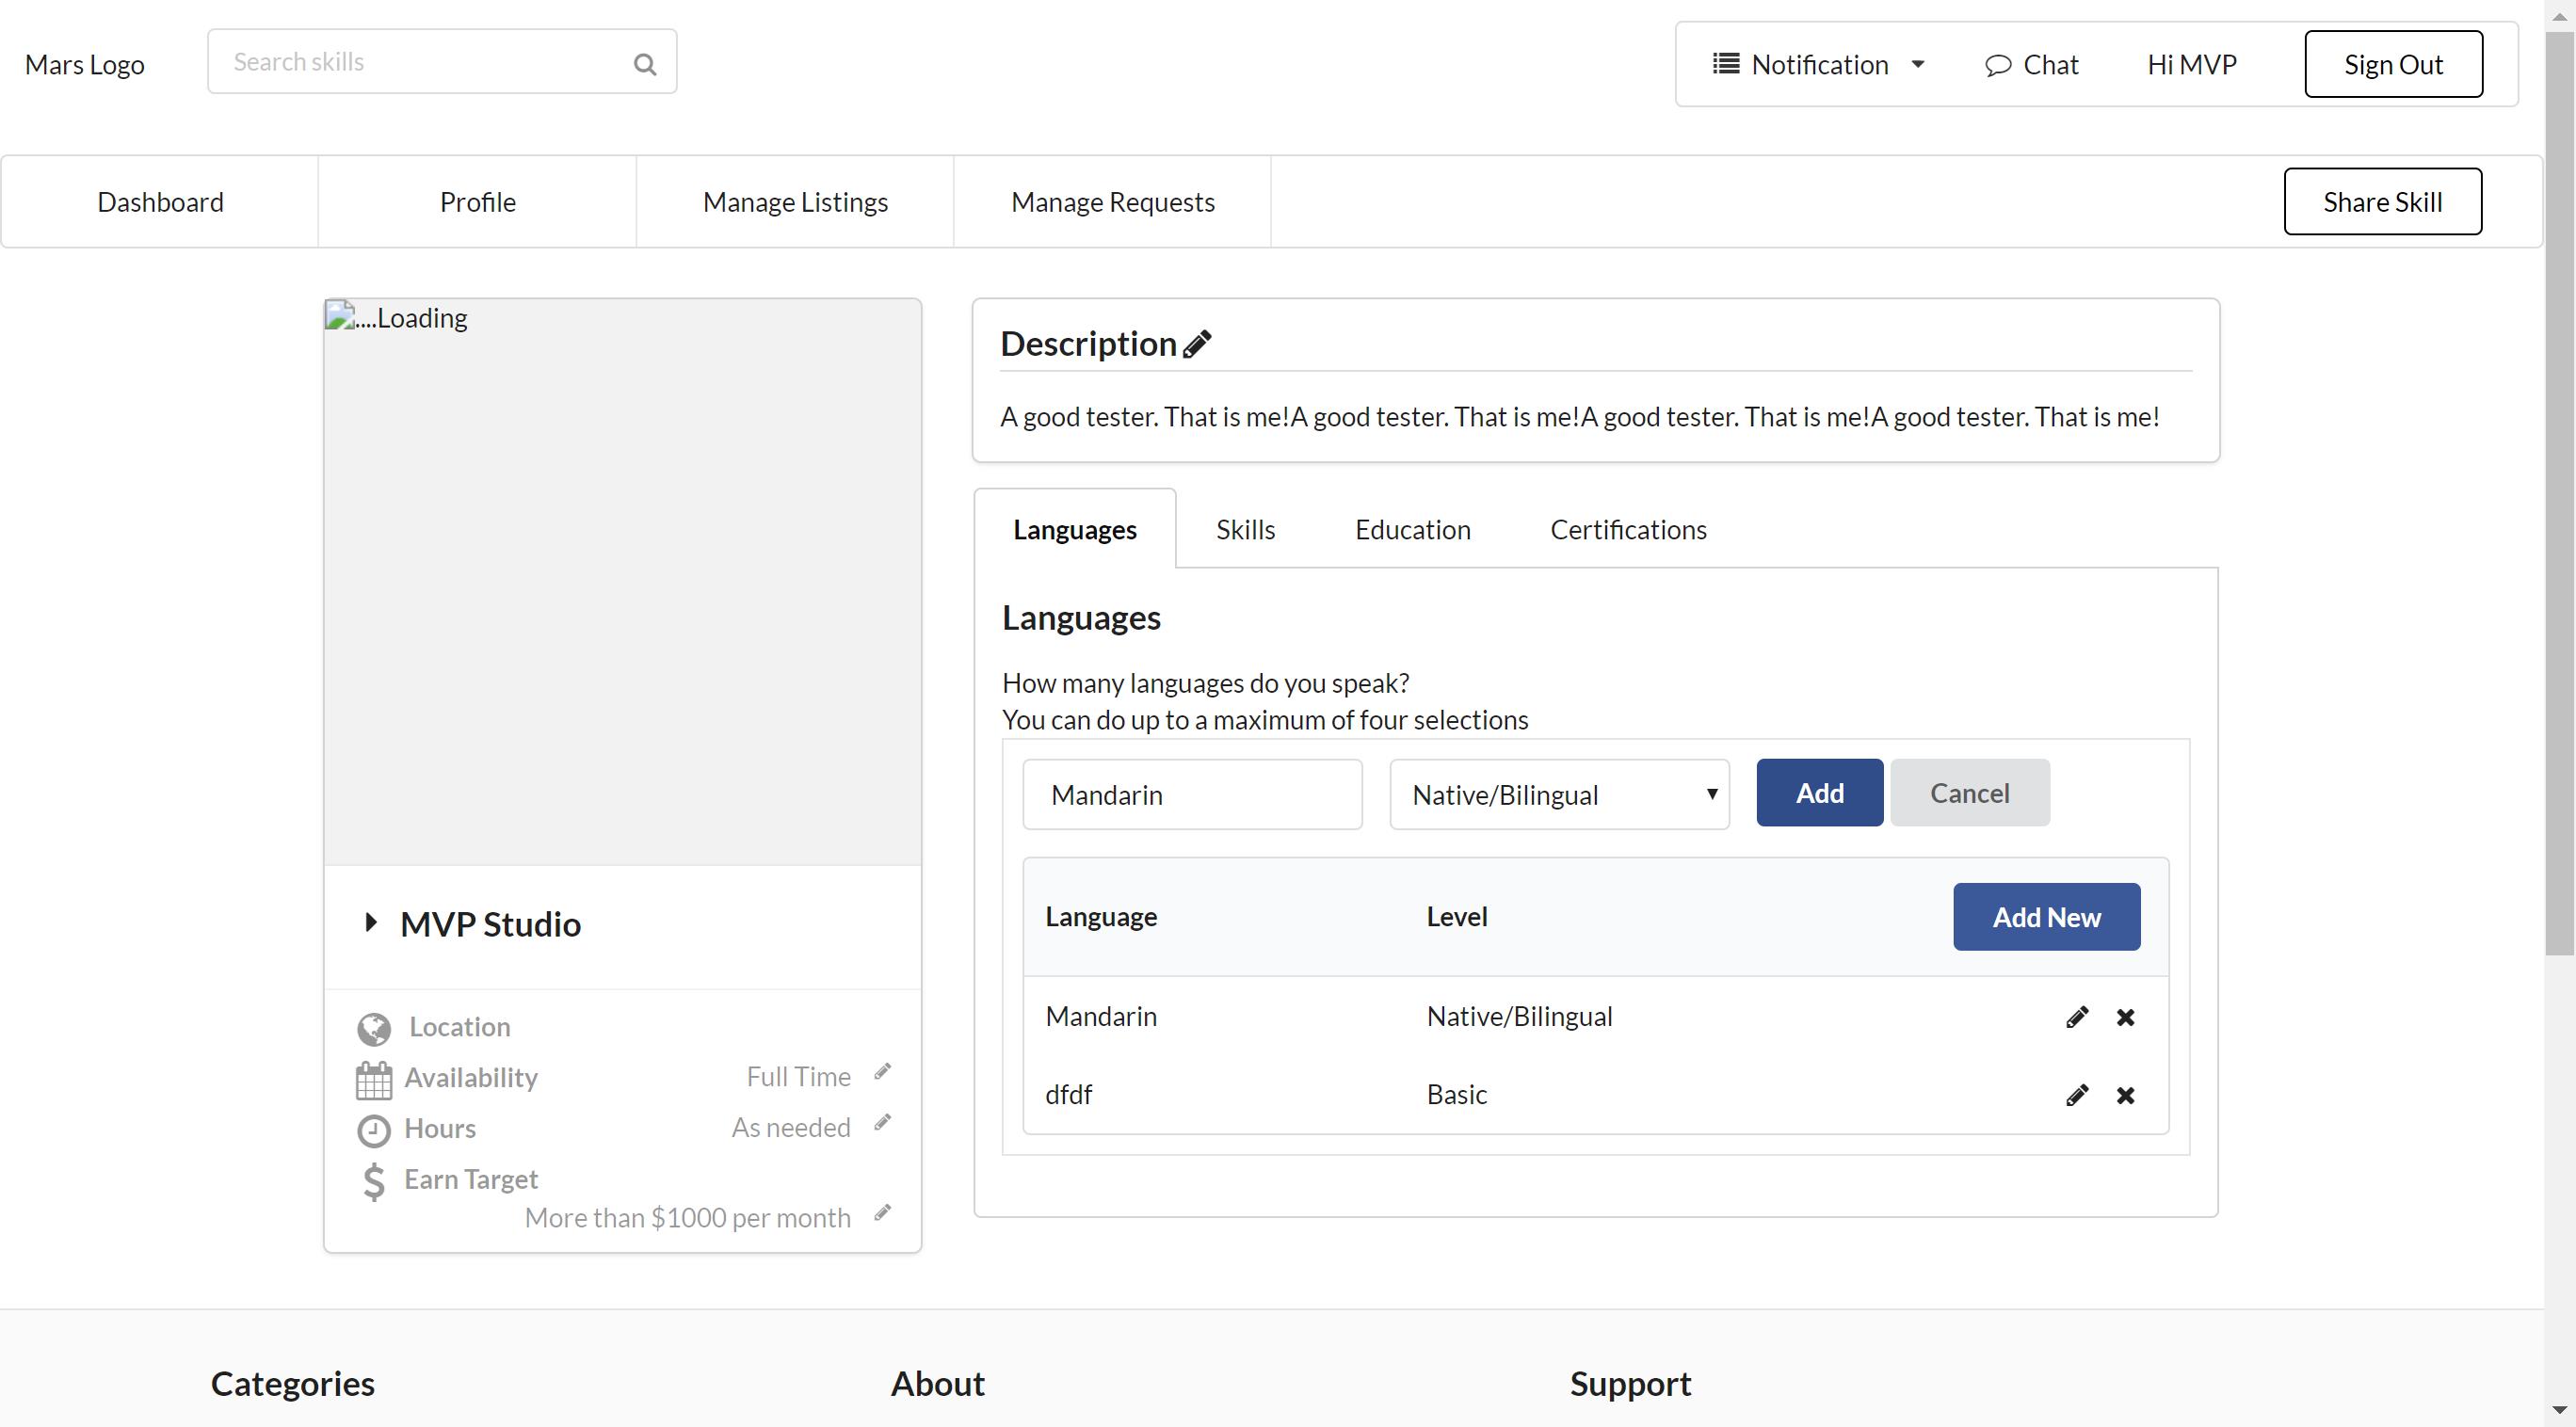 Mars Logo
Search skills
Notification
Chat
Hi MVP
Sign Out
Dashboard
Profile
Manage Listings
Manage Requests
Share Skill
....Loading
MVP Studio
Location
Availability
Full Time
Hours
As needed
Earn Target
More than $1000 per month
Description
A good tester. That is me!A good tester. That is me!A good tester. That is me!A good tester. That is me!
Languages
Skills
Education
Certifications
Languages
How many languages do you speak?
You can do up to a maximum of four selections
Mandarin
Native/Bilingual
Add
Cancel
Language
Level
Add New
Mandarin
Native/Bilingual
dfdf
Basic
Categories
About
Support